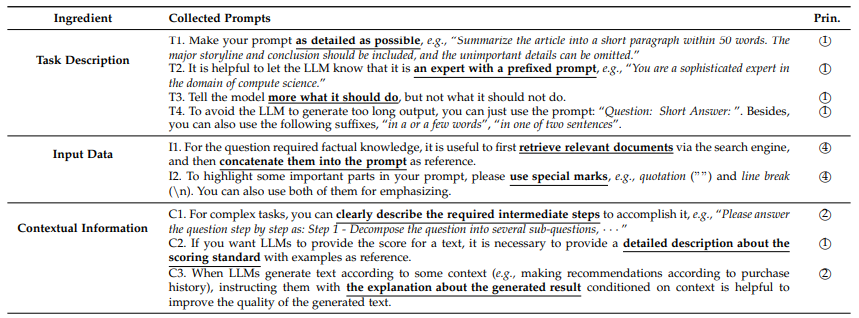 Ingredient Collected Prompts Prin.
T1. Make your prompt as detailed as possible, e.g., “Summarize the article into a short paragraph within 50 words. The ①
major storyline and conclusion should be included, and the unimportant details can be omitted.”
Task Description
T2. It is helpful to let the LLM know that it is an expert with a prefixed prompt, e.g., “You are a sophisticated expert in ①
the domain of compute science.”
T3. Tell the model more what it should do, but not what it should not do. ①
T4. To avoid the LLM to generate too long output, you can just use the prompt: “Question: Short Answer: ”. Besides, ①
you can also use the following suffixes, “in a or a few words”, “in one of two sentences”.
Input Data
I1. For the question required factual knowledge, it is useful to first retrieve relevant documents via the search engine, ④
and then concatenate them into the prompt as reference.
I2. To highlight some important parts in your prompt, please use special marks, e.g., quotation (””) and line break ④
(\n). You can also use both of them for emphasizing.
Contextual Information
C1. For complex tasks, you can clearly describe the required intermediate steps to accomplish it, e.g., “Please answer ②
the question step by step as: Step 1 - Decompose the question into several sub-questions, · · · ”
C2. If you want LLMs to provide the score for a text, it is necessary to provide a detailed description about the ①
scoring standard with examples as reference.
C3. When LLMs generate text according to some context (e.g., making recommendations according to purchase ②
history), instructing them with the explanation about the generated result conditioned on context is helpful to
improve the quality of the generated text.